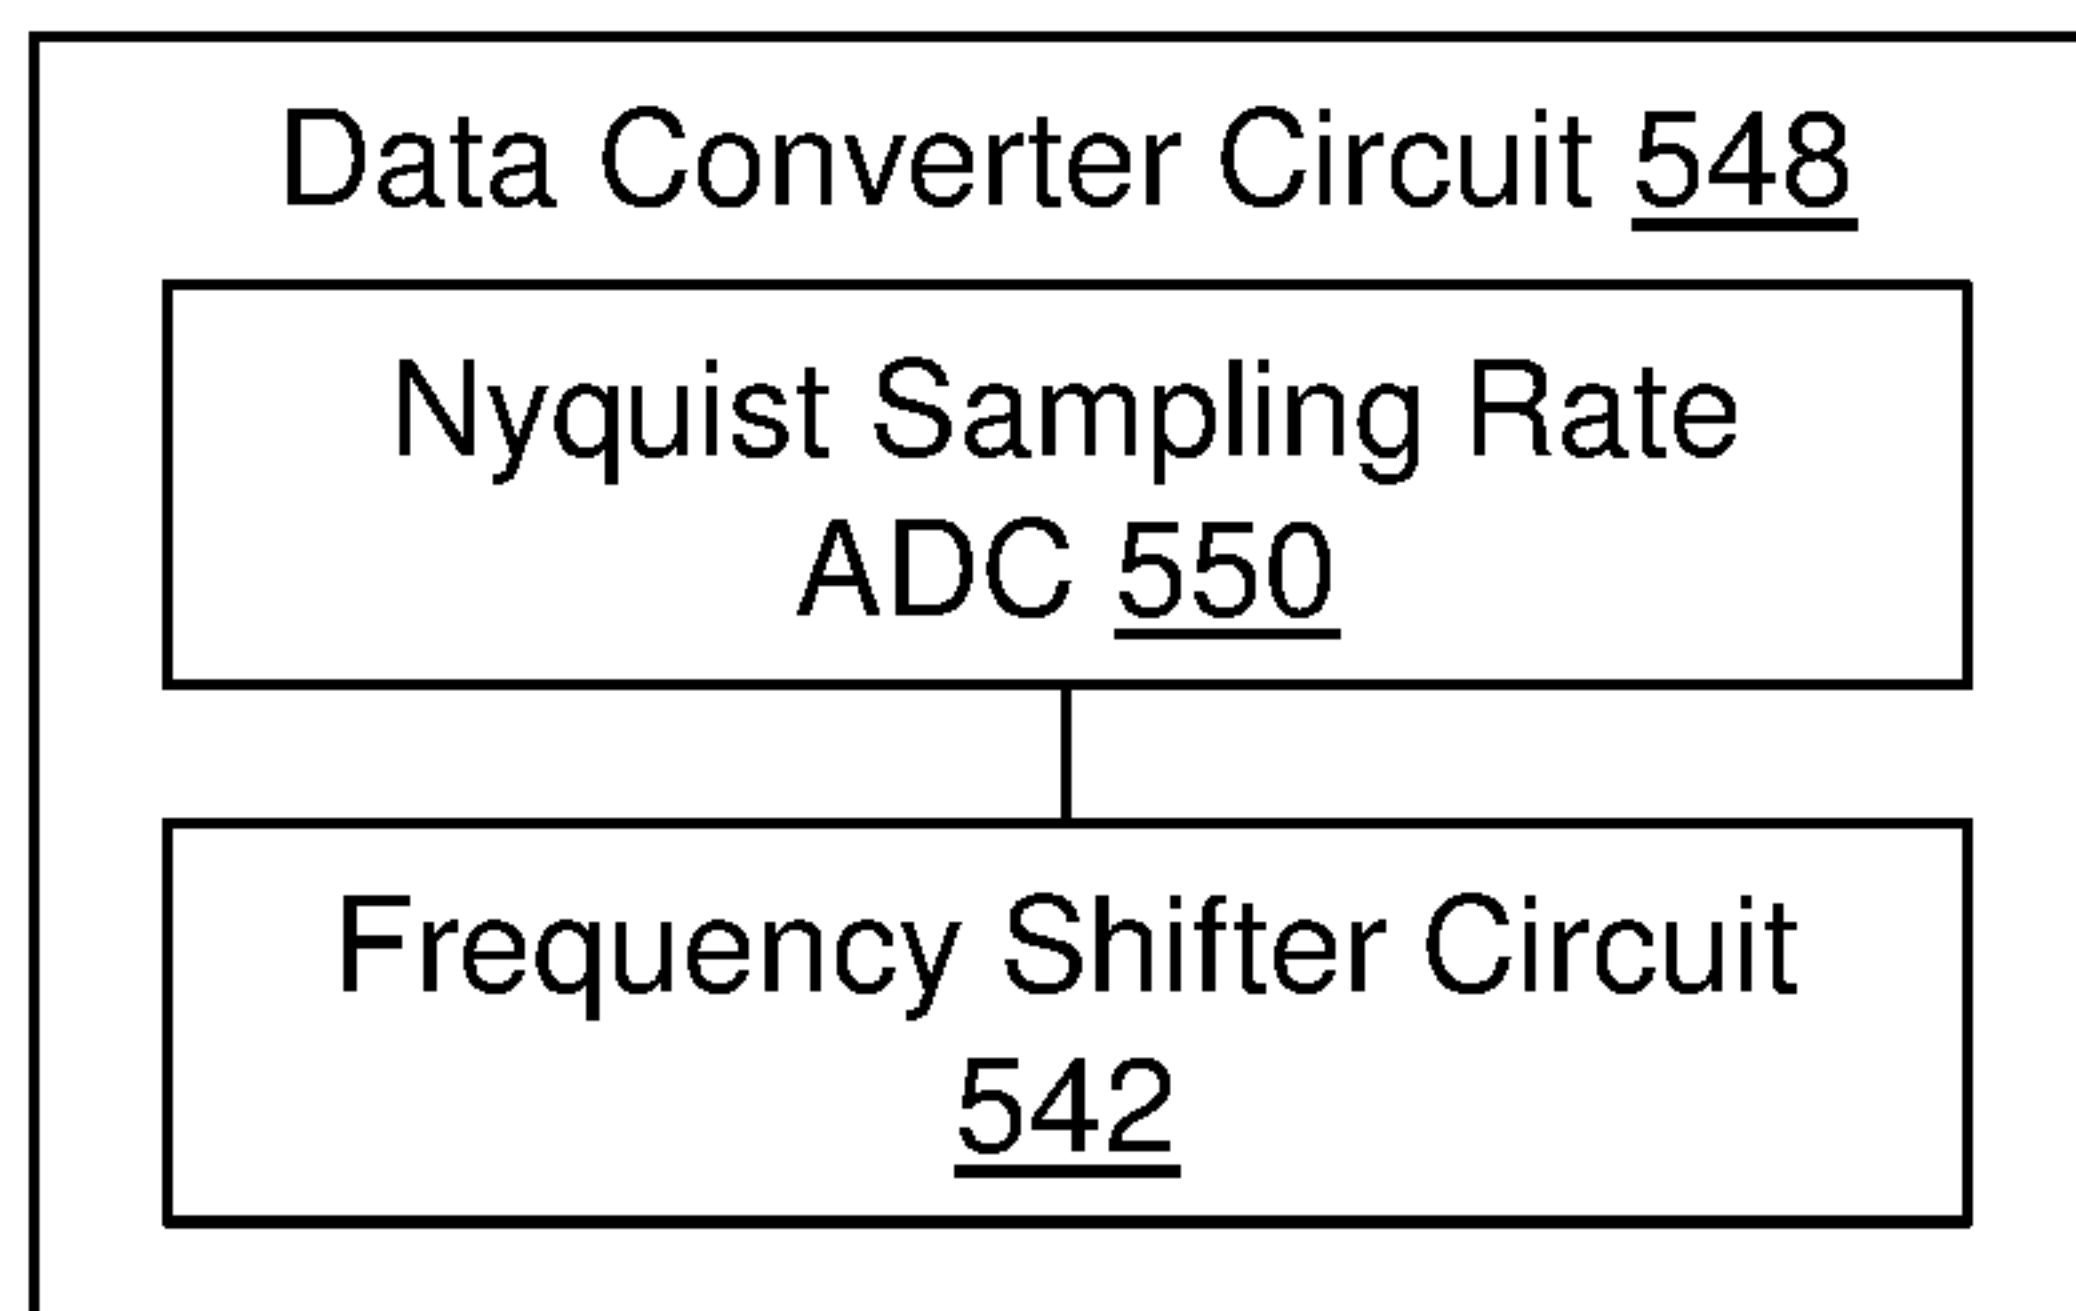 Data Converter Circuit 548
Nyquist Sampling Rate
ADC 550
Frequency Shifter Circuit
542